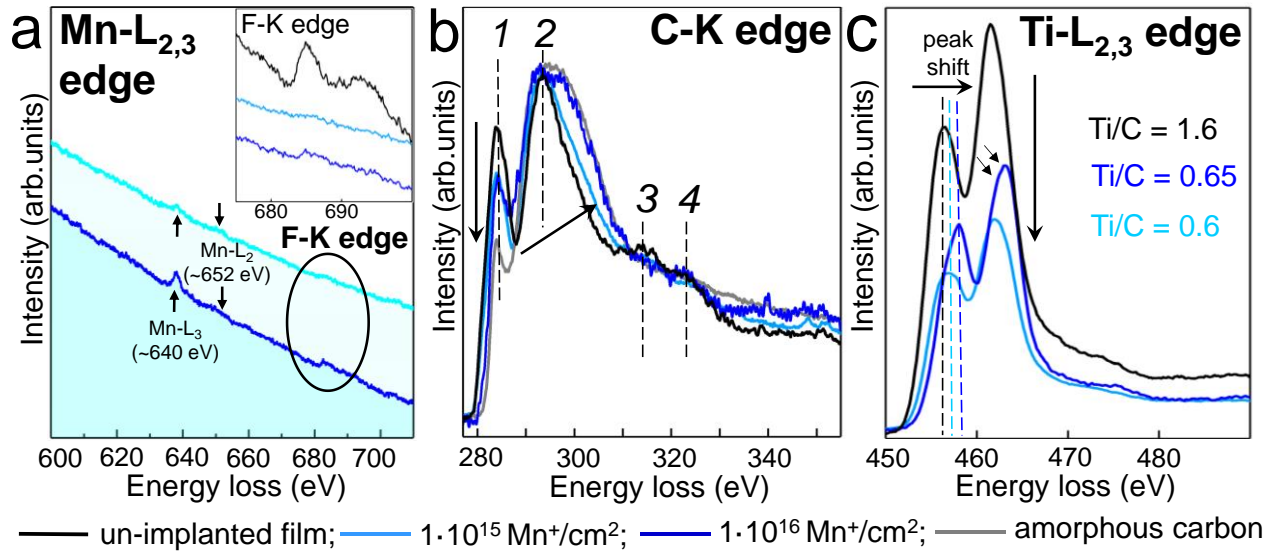 a Mn-L₂,₃ edge
F-K edge
680 690
F-K edge
Mn-L₂
(~652 eV)
Mn-L₃
(~640 eV)
Intensity (arb.units)
600 620 640 660 680 700
Energy loss (eV)
b C-K edge
1 2
3 4
Intensity (arb.units)
280 300 320 340
Energy loss (eV)
c Ti-L₂,₃ edge
peak
shift
Ti/C = 1.6
Ti/C = 0.65
Ti/C = 0.6
Intensity (arb.units)
450 460 470 480
Energy loss (eV)
un-implanted film; 1·10¹⁵ Mn⁺/cm²; 1·10¹⁶ Mn⁺/cm²; amorphous carbon